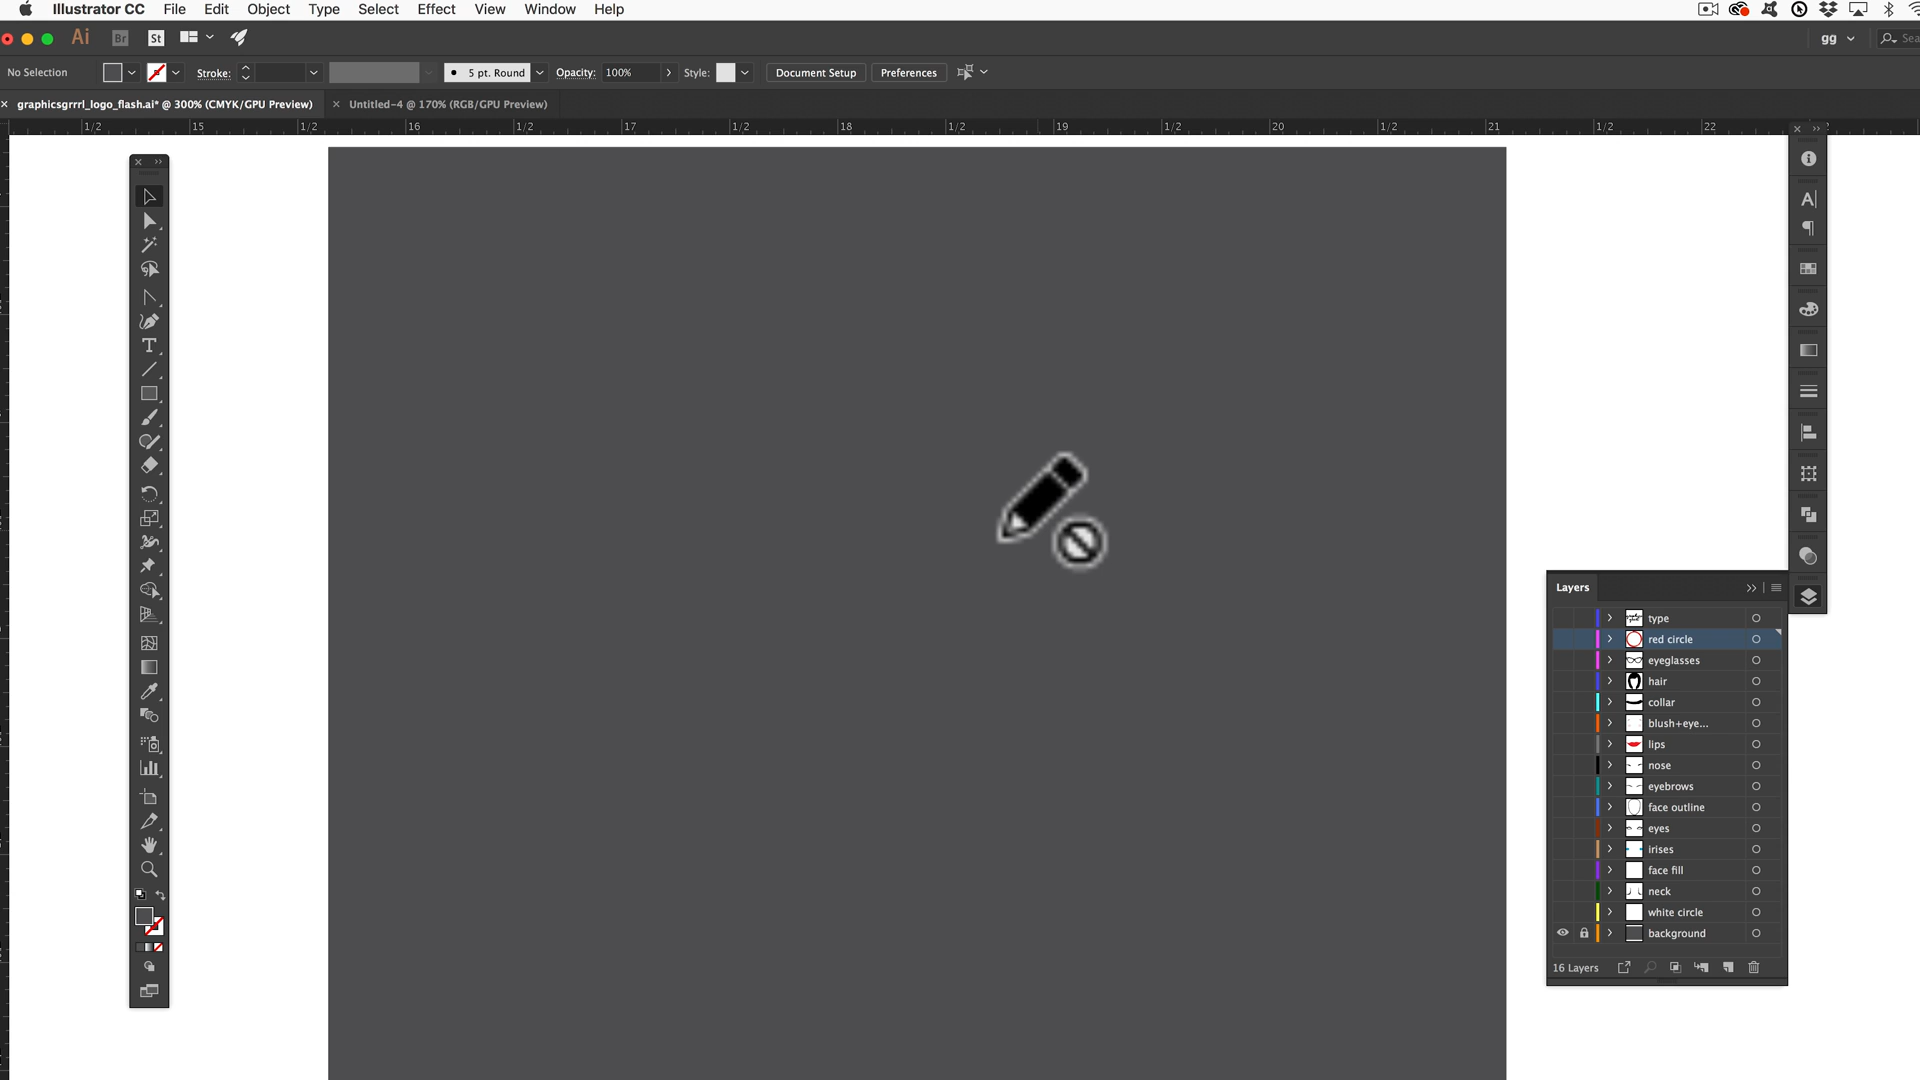 Illustrator CC File Edit Object Type Select Effect View Window Help
Ai Br St gg
No Selection Stroke: 5 pt. Round Opacity: 100% Style: Document Setup Preferences
graphicsgrrrl_logo_flash.ai* @ 300% (CMYK/GPU Preview) Untitled-4 @ 170% (RGB/GPU Preview)
1/2 15 1/2 16 1/2 17 1/2 18 1/2 19 1/2 20 1/2 21 1/2 22
Layers
type
red circle
eyeglasses
hair
collar
blush+eye...
lips
nose
eyebrows
face outline
eyes
irises
face fill
neck
white circle
background
16 Layers